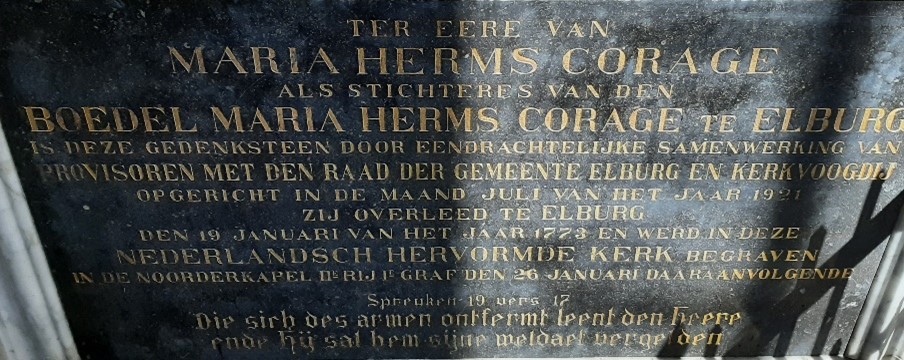 TER EERE VAN
MARIA HERMS CORAGE
ALS STICHTERES VAN DEN
BOEDEL MARIA HERMS CORAGE TE ELBURG
IS DEZE GEDENKSTEEN DOOR EENDRACHTELIJKE SAMENWERKING VAN
PROVISOREN MET DEN RAAD DER GEMEENTE ELBURG EN KERKVOOGDIJ
OPGERICHT IN DE MAAND JULI VAN HET JAAR 1921
ZIJ OVERLEED TE ELBURG
DEN 19 JANUARI VAN HET JAAR 1773 EN WERD IN DEZE
NEDERLANDSCH HERVORMDE KERK BEGRAVEN
IN DE NOORDERKAPEL IIE RIJ IE GRAF DEN 26 JANUARI DAARAANVOLGENDE
Spreuken 19 vers 17
Die sich des armen ontfermt leent den Heere
ende hy sal hem sijne weldaet vergelden